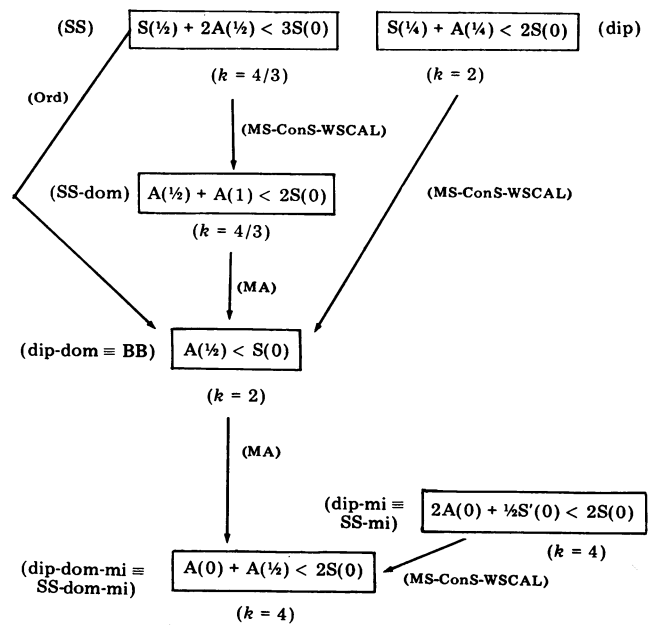 (SS) S(½) + 2A(½) < 3S(0) S(¼) + A(¼) < 2S(0) (dip)
(k = 4/3) (k = 2)
(Ord)
(MS-ConS-WSCAL)
(SS-dom) A(½) + A(1) < 2S(0) (MS-ConS-WSCAL)
(k = 4/3)
(MA)
(dip-dom ≡ BB) A(½) < S(0)
(k = 2)
(MA)
(dip-mi ≡
SS-mi) 2A(0) + ½S′(0) < 2S(0)
(k = 4)
(dip-dom-mi ≡
SS-dom-mi) A(0) + A(½) < 2S(0) (MS-ConS-WSCAL)
(k = 4)